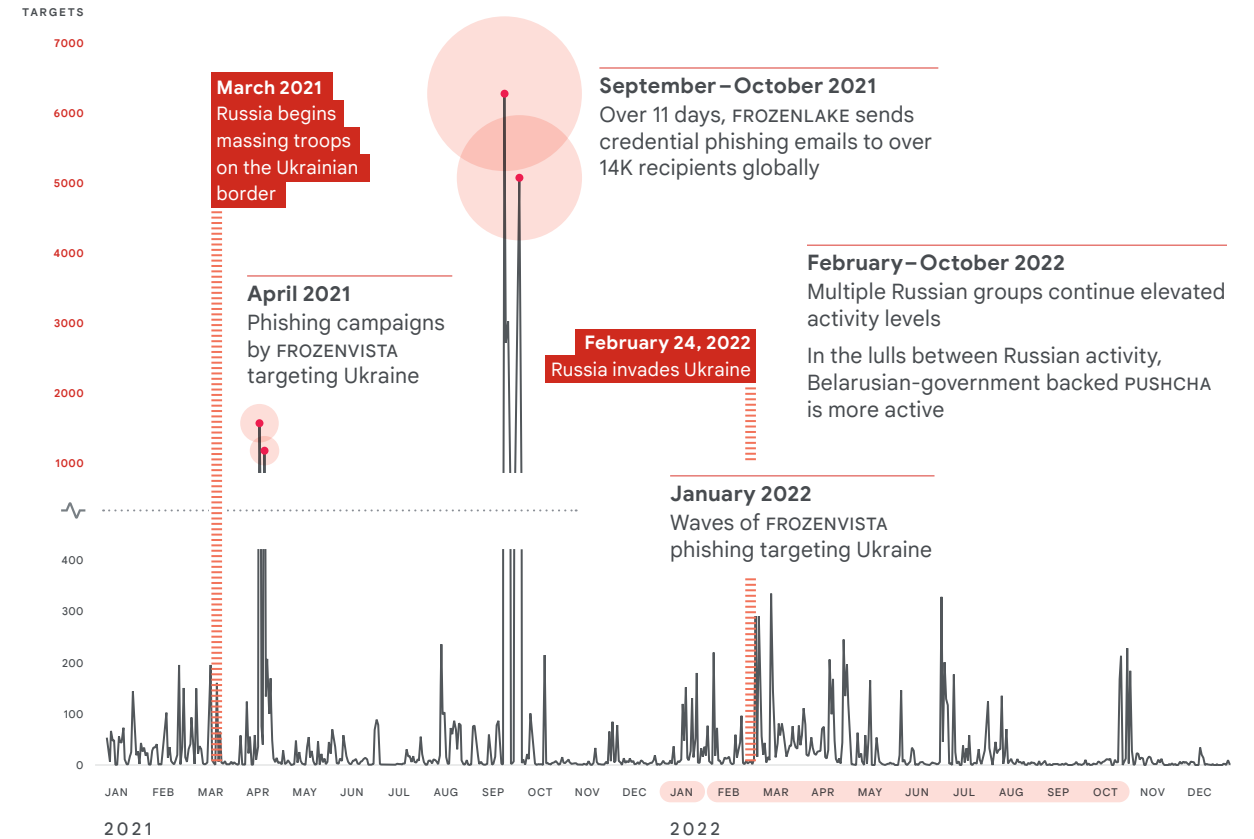 TARGETS
7000
6000
5000
4000
3000
2000
1000
400
300
200
100
0
March 2021
Russia begins
massing troops
on the Ukrainian
border
April 2021
Phishing campaigns
by FROZENVISTA
targeting Ukraine
September–October 2021
Over 11 days, FROZENLAKE sends
credential phishing emails to over
14K recipients globally
February 24, 2022
Russia invades Ukraine
February–October 2022
Multiple Russian groups continue elevated
activity levels
In the lulls between Russian activity,
Belarusian-government backed PUSHCHA
is more active
January 2022
Waves of FROZENVISTA
phishing targeting Ukraine
JAN FEB MAR APR MAY JUN JUL AUG SEP OCT NOV DEC JAN FEB MAR APR MAY JUN JUL AUG SEP OCT NOV DEC
2021 2022